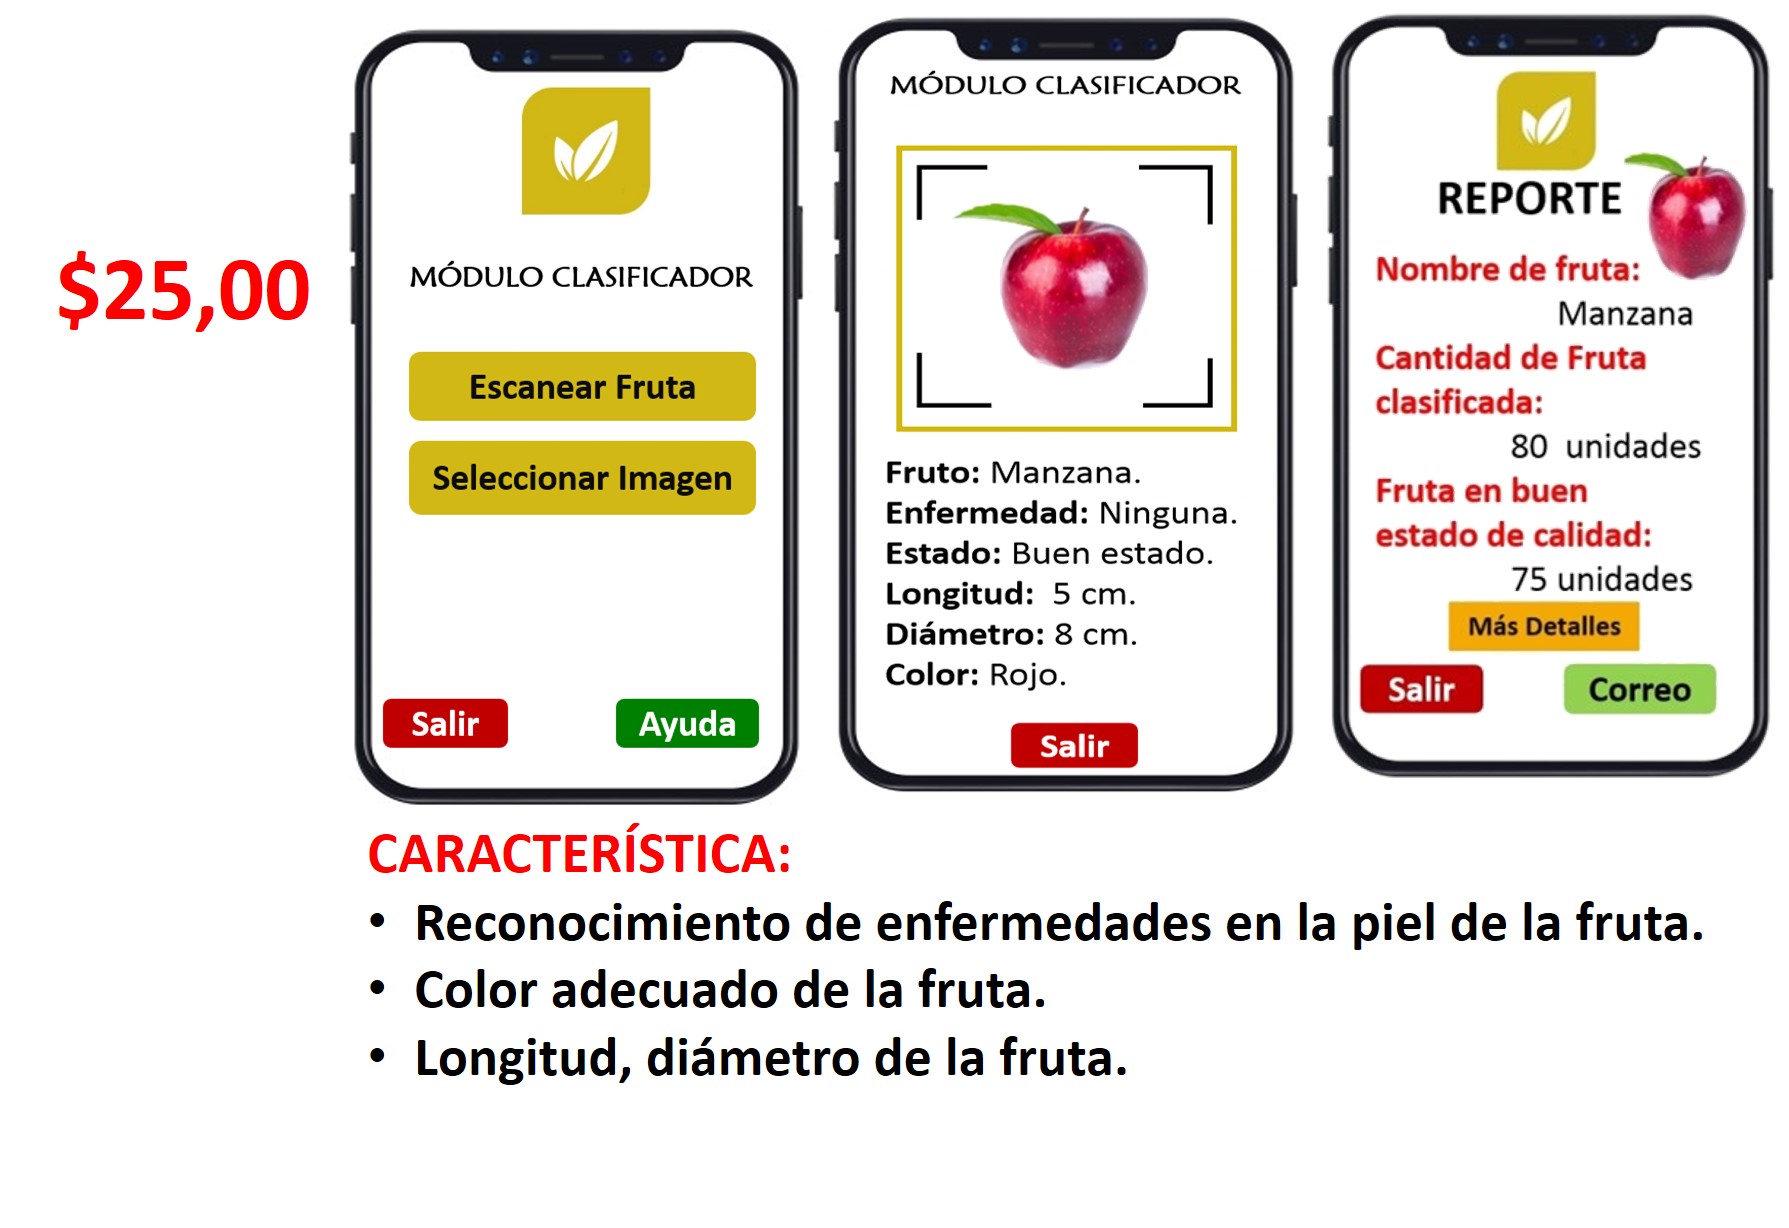 $25,00
MÓDULO CLASIFICADOR
Escanear Fruta
Seleccionar Imagen
Salir
Ayuda
MÓDULO CLASIFICADOR
Fruto: Manzana.
Enfermedad: Ninguna.
Estado: Buen estado.
Longitud: 5 cm.
Diámetro: 8 cm.
Color: Rojo.
Salir
REPORTE
Nombre de fruta:
Manzana
Cantidad de Fruta
clasificada:
80 unidades
Fruta en buen
estado de calidad:
75 unidades
Más Detalles
Salir
Correo
CARACTERÍSTICA:
• Reconocimiento de enfermedades en la piel de la fruta.
• Color adecuado de la fruta.
• Longitud, diámetro de la fruta.